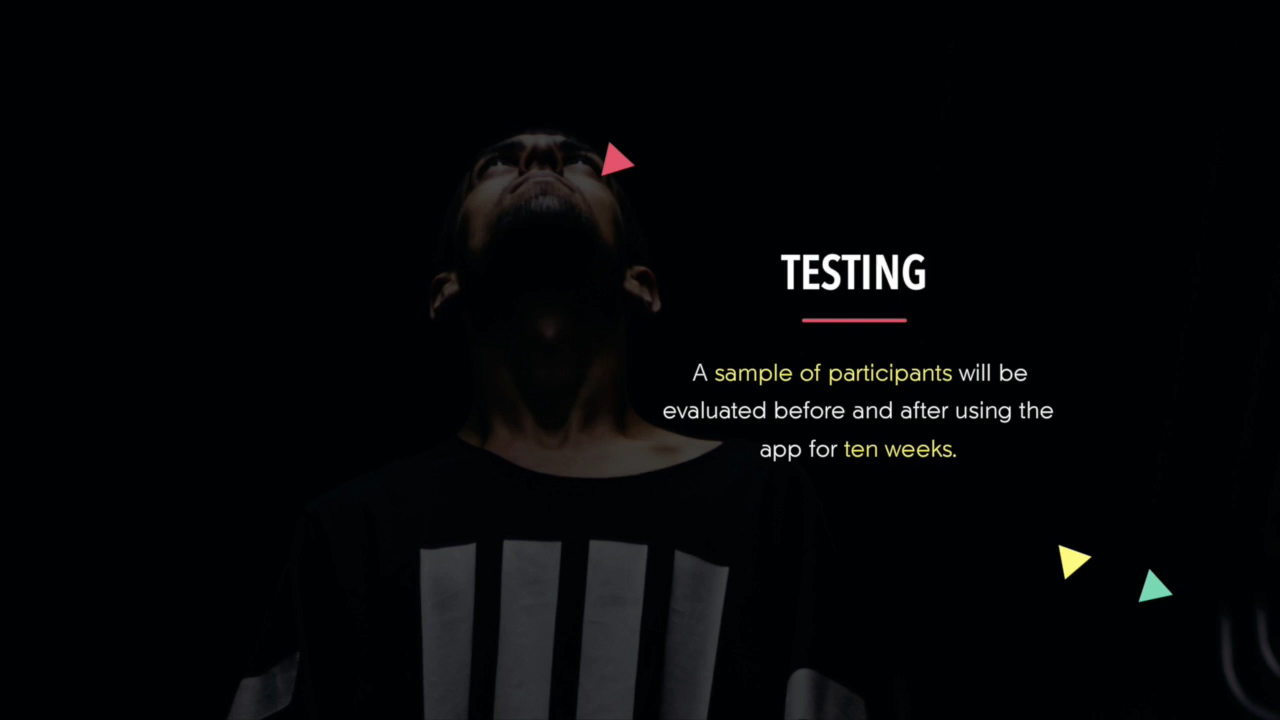 TESTING
A sample of participants will be
evaluated before and after using the
app for ten weeks.